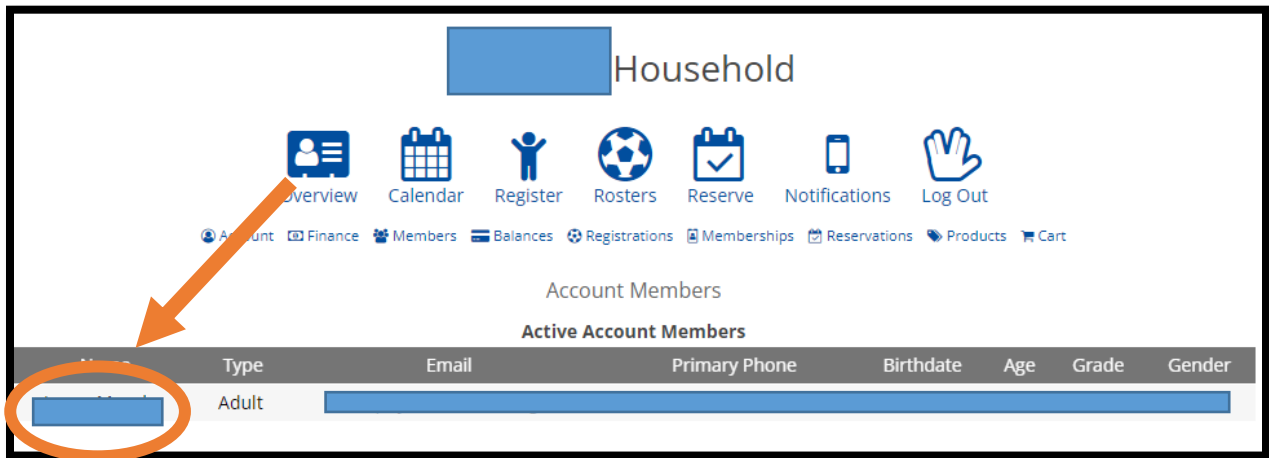 Household
Overview Calendar Register Rosters Reserve Notifications Log Out
Account Finance Members Balances Registrations Memberships Reservations Products Cart
Account Members
Active Account Members
Name Type Email Primary Phone Birthdate Age Grade Gender
Adult